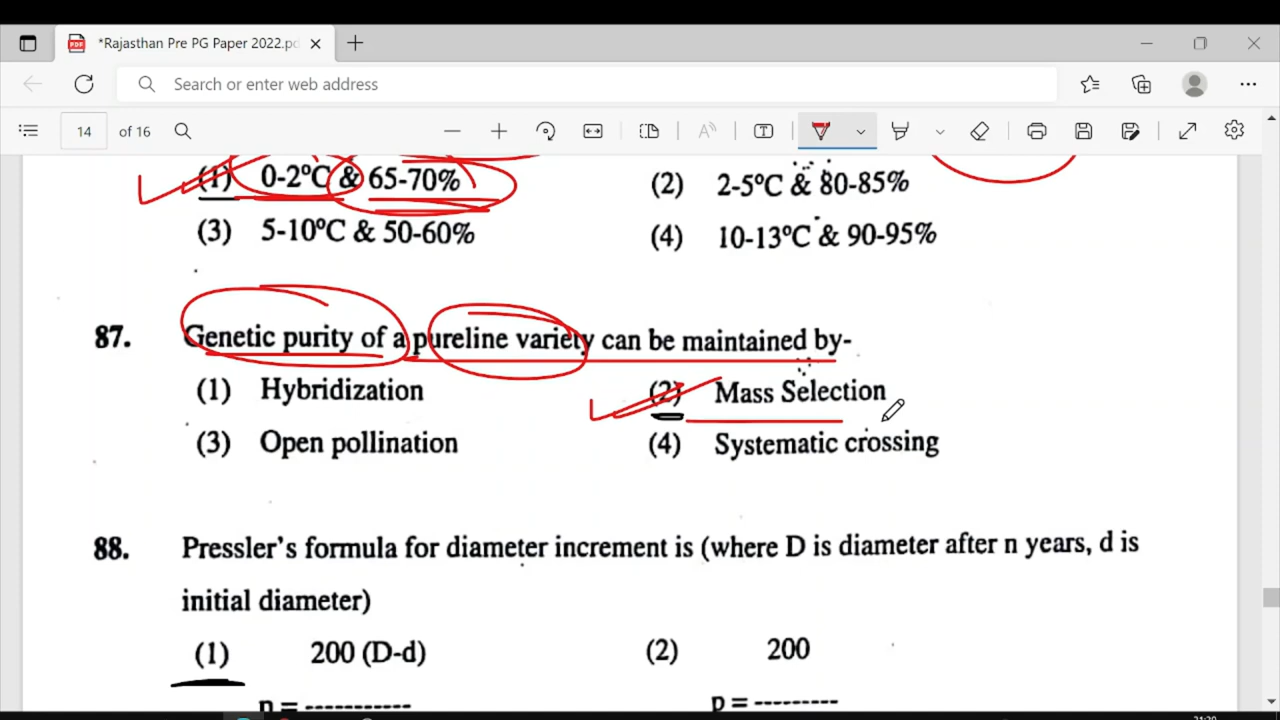 *Rajasthan Pre PG Paper 2022.pd
Search or enter web address
14 of 16
(1) 0-2°C & 65-70% (2) 2-5°C & 80-85%
(3) 5-10°C & 50-60% (4) 10-13°C & 90-95%
87. Genetic purity of a pureline variety can be maintained by-
(1) Hybridization (2) Mass Selection
(3) Open pollination (4) Systematic crossing
88. Pressler's formula for diameter increment is (where D is diameter after n years, d is
initial diameter)
(1) 200 (D-d) (2) 200
p = ----------- p = ---------